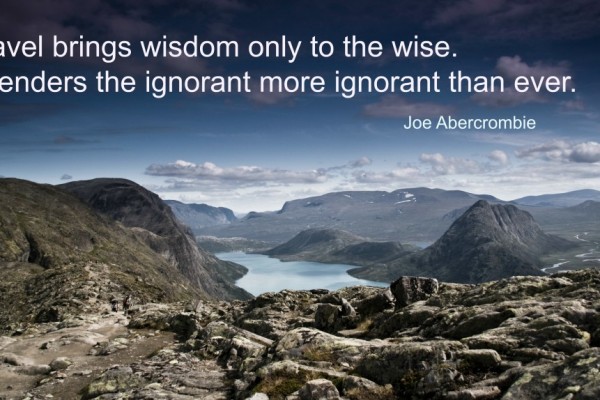 avel brings wisdom only to the wise.
enders the ignorant more ignorant than ever.
Joe Abercrombie